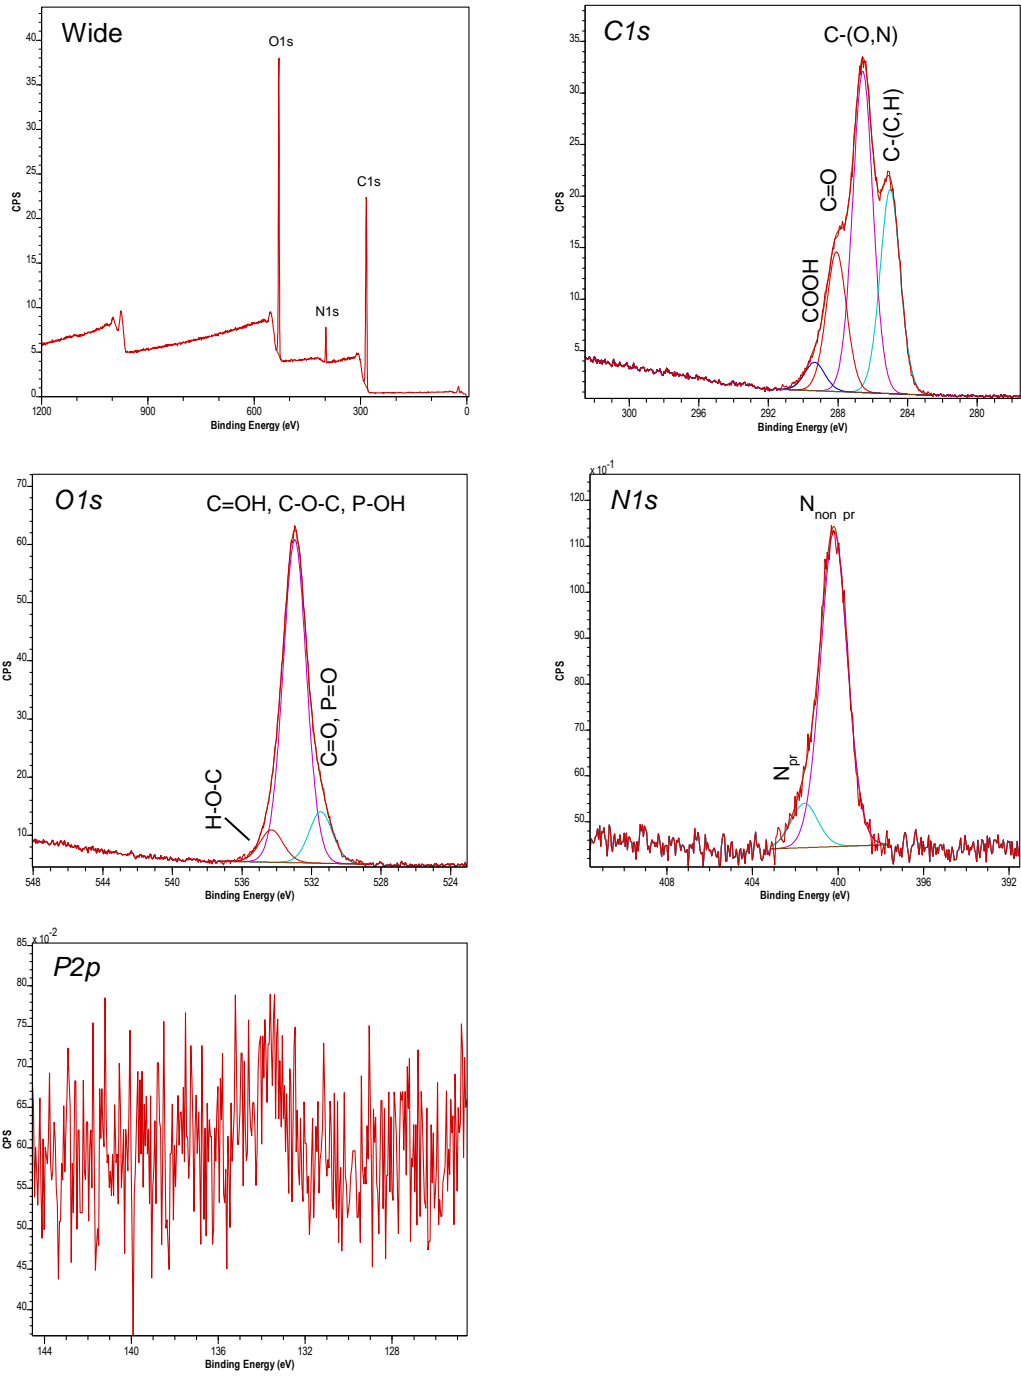 Wide
O1s
C1s
N1s
CPS
40
35
30
25
20
15
10
5
0
1200
900
600
300
0
Binding Energy (eV)
C1s
C-(O,N)
C-(C,H)
C=O
COOH
CPS
35
30
25
20
15
10
5
300
296
292
288
284
280
Binding Energy (eV)
O1s
C=OH, C-O-C, P-OH
C=O, P=O
H-O-C
CPS
70
60
50
40
30
20
10
548
544
540
536
532
528
524
Binding Energy (eV)
x 10-1
N1s
Nnon pr
Npr
CPS
120
110
100
90
80
70
60
50
408
404
400
396
392
Binding Energy (eV)
x 10-2
P2p
CPS
85
80
75
70
65
60
55
50
45
40
144
140
136
132
128
Binding Energy (eV)